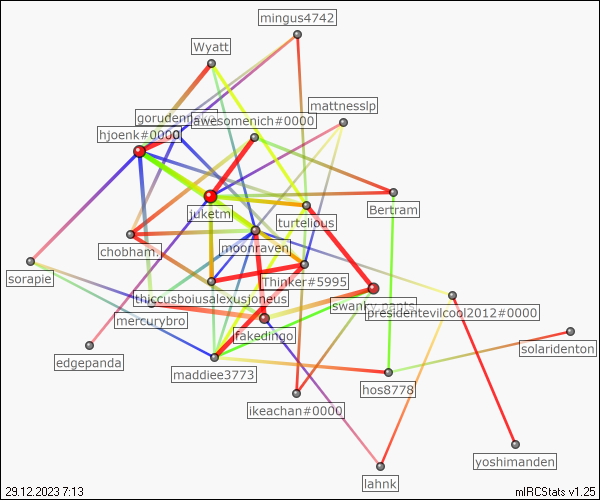 mingus4742
Wyatt
mattnesslp
awesomenich#0000
hjoenk#0000
juketm
Bertram
turtelious
chobham.
moonraven
sorapie
Thinker#5995
thiccusboiusalexusjoneus
swanky.pants
presidentevilcool2012#0000
mercurybro
fakedingo
solaridenton
edgepanda
maddiee3773
hos8778
ikeachan#0000
yoshimanden
lahnk
29.12.2023 7:13
mIRCStats v1.25